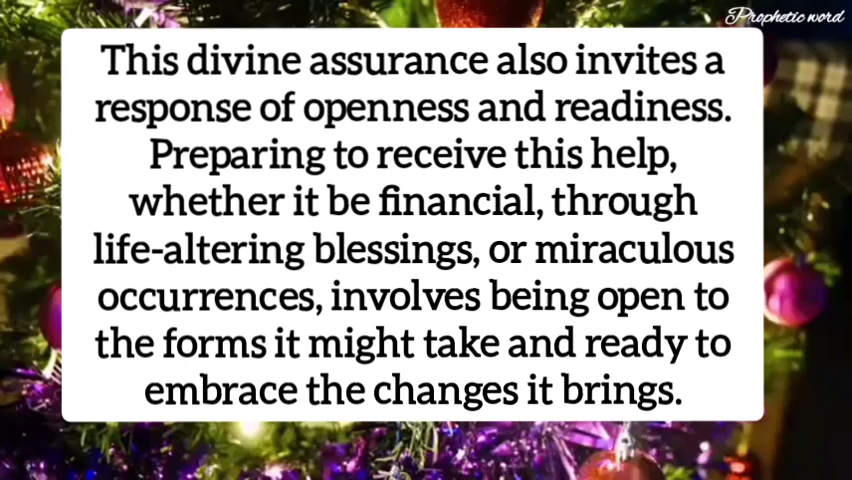 Prophetic word
This divine assurance also invites a
response of openness and readiness.
Preparing to receive this help,
whether it be financial, through
life-altering blessings, or miraculous
occurrences, involves being open to
the forms it might take and ready to
embrace the changes it brings.